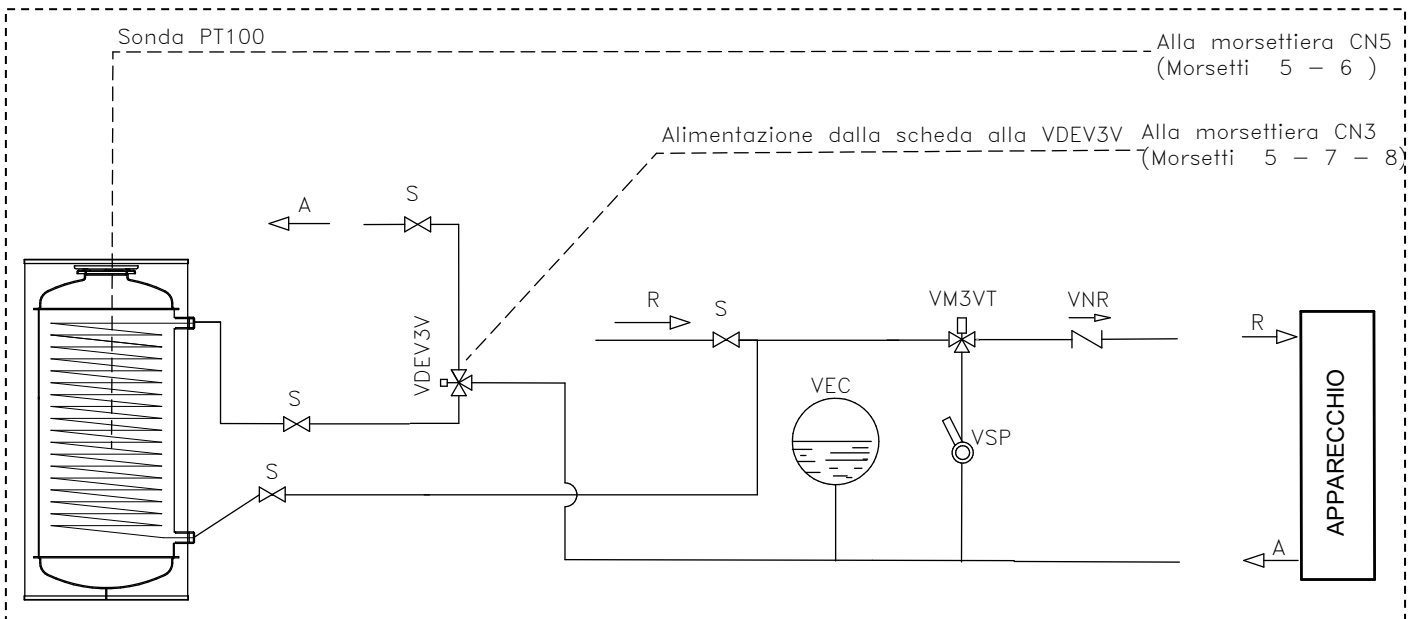 Sonda PT100
Alla morsettiera CN5
(Morsetti 5 – 6 )
Alimentazione dalla scheda alla VDEV3V
Alla morsettiera CN3
(Morsetti 5 – 7 – 8)
A
S
R
S
VM3VT
VNR
R
VDEV3V
VEC
S
VSP
S
A
APPARECCHIO